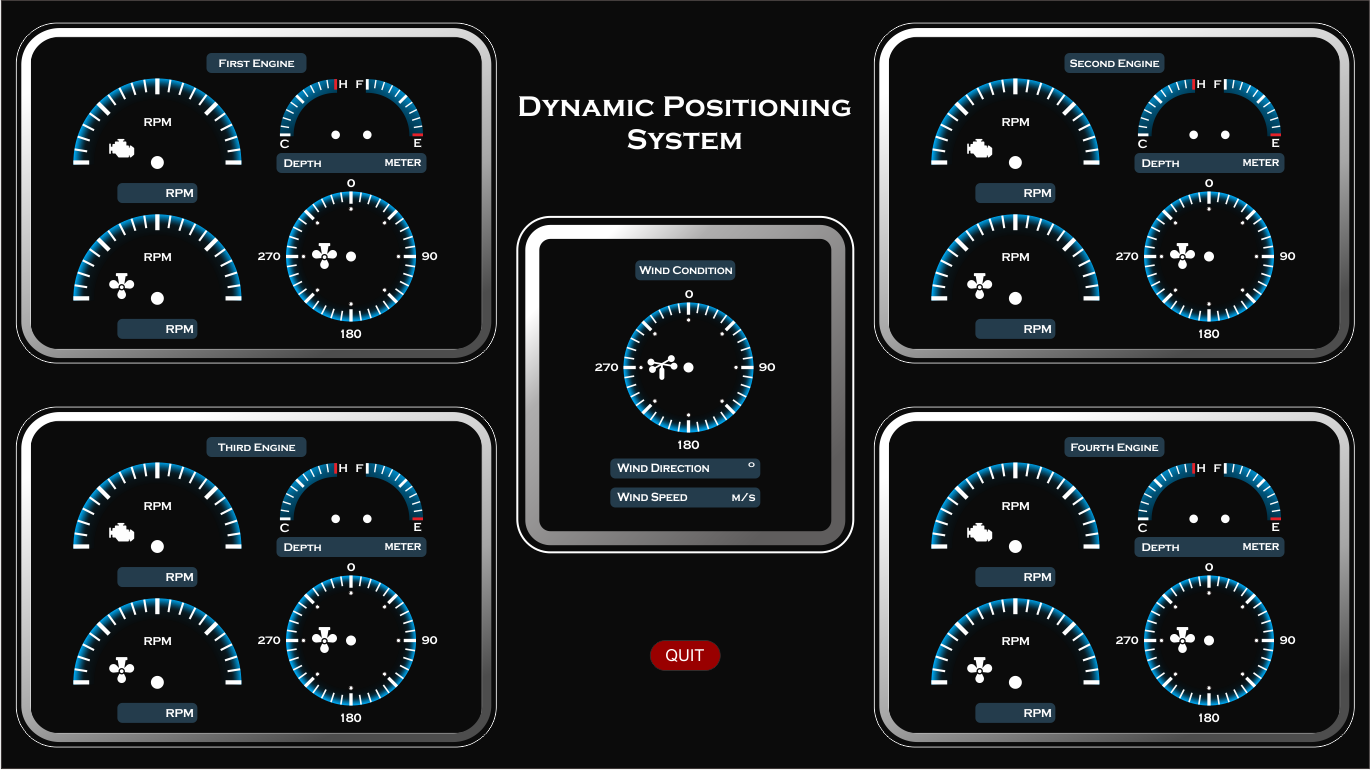 First Engine
RPM
H F
C E
Depth METER
RPM
RPM
RPM
0
270 90
180
Dynamic Positioning
System
Second Engine
RPM
H F
C E
Depth METER
RPM
RPM
RPM
0
270 90
180
Wind Condition
0
270 90
180
Wind Direction °
Wind Speed M/S
Third Engine
RPM
H F
C E
Depth METER
RPM
RPM
RPM
0
270 90
180
QUIT
Fourth Engine
RPM
H F
C E
Depth METER
RPM
RPM
RPM
0
270 90
180